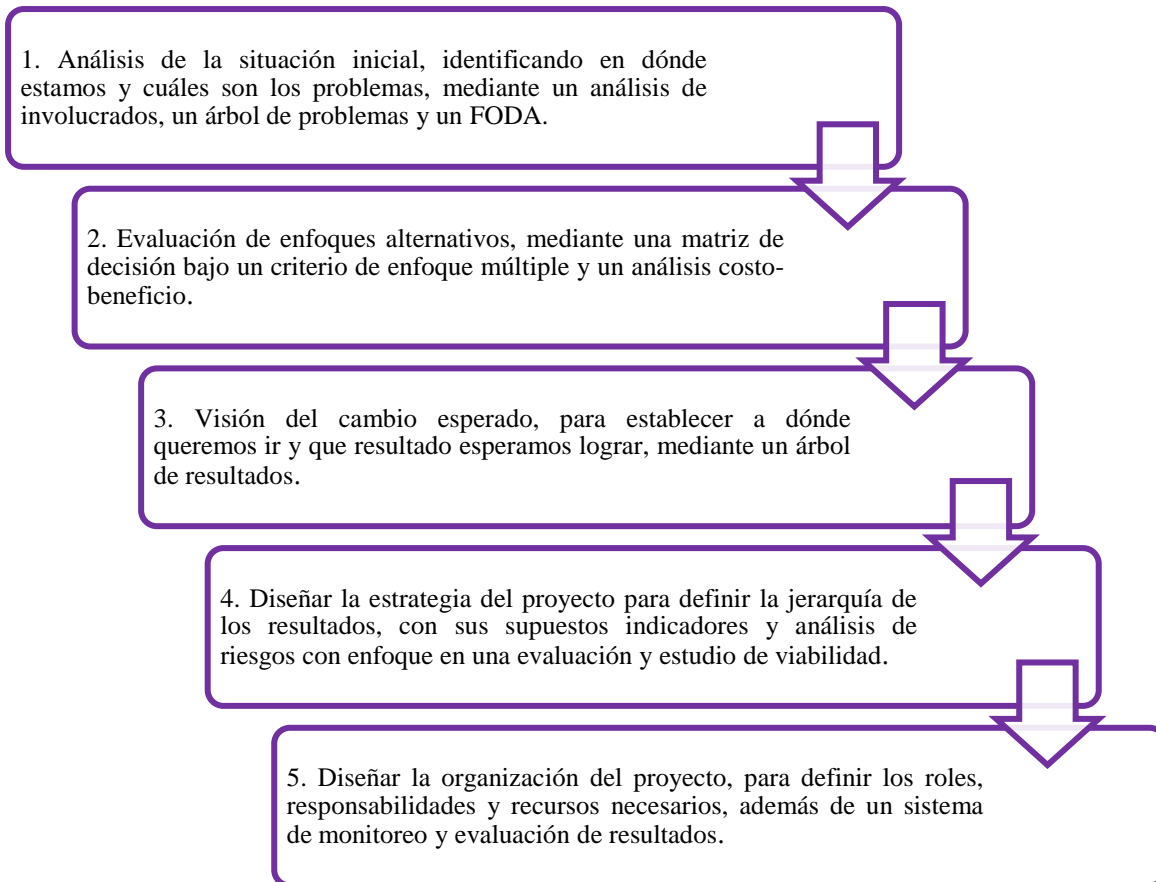 1. Análisis de la situación inicial, identificando en dónde
estamos y cuáles son los problemas, mediante un análisis de
involucrados, un árbol de problemas y un FODA.
2. Evaluación de enfoques alternativos, mediante una matriz de
decisión bajo un criterio de enfoque múltiple y un análisis costo-
beneficio.
3. Visión del cambio esperado, para establecer a dónde
queremos ir y que resultado esperamos lograr, mediante un árbol
de resultados.
4. Diseñar la estrategia del proyecto para definir la jerarquía de
los resultados, con sus supuestos indicadores y análisis de
riesgos con enfoque en una evaluación y estudio de viabilidad.
5. Diseñar la organización del proyecto, para definir los roles,
responsabilidades y recursos necesarios, además de un sistema
de monitoreo y evaluación de resultados.